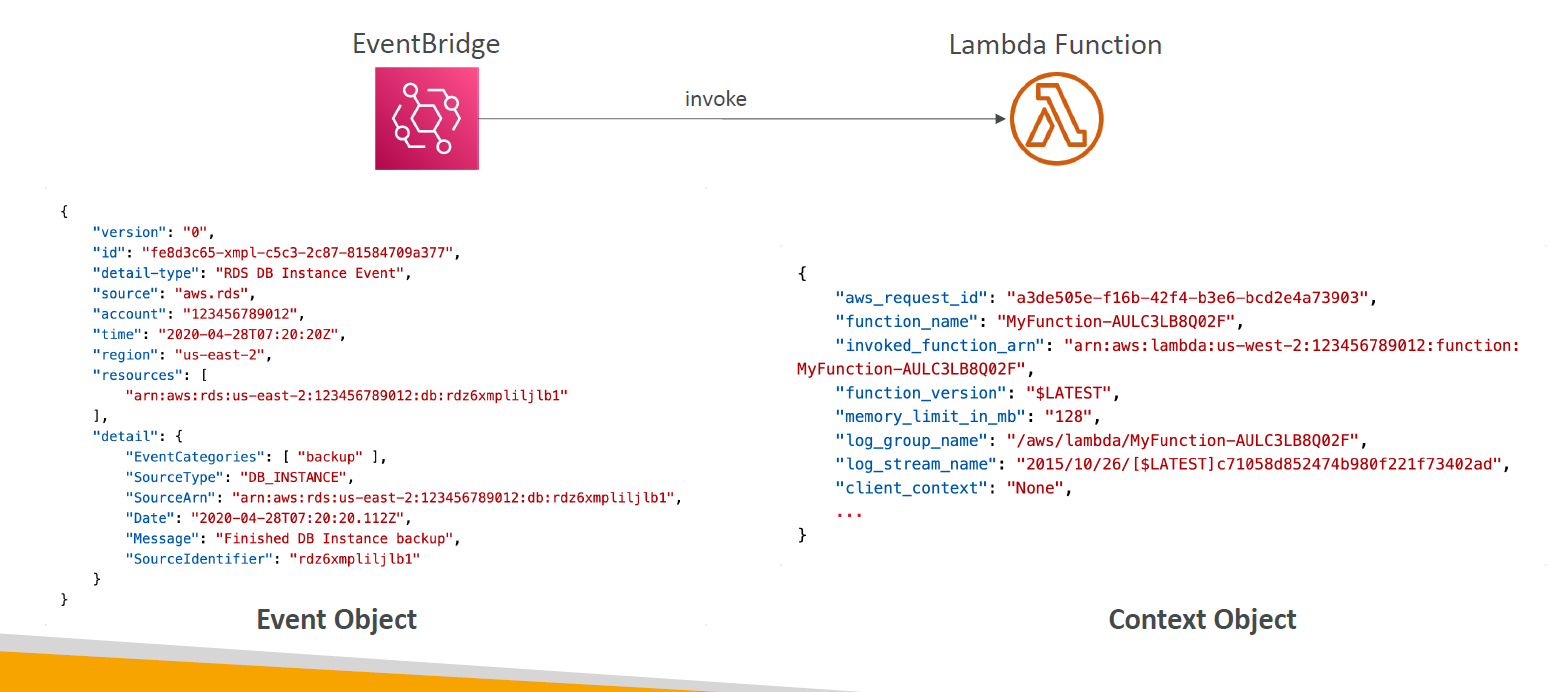 EventBridge
Lambda Function
invoke
{
"version": "0",
"id": "fe8d3c65-xmpl-c5c3-2c87-81584709a377",
"detail-type": "RDS DB Instance Event",
"source": "aws.rds",
"account": "123456789012",
"time": "2020-04-28T07:20:20Z",
"region": "us-east-2",
"resources": [
"arn:aws:rds:us-east-2:123456789012:db:rdz6xmpliljlb1"
],
"detail": {
"EventCategories": [ "backup" ],
"SourceType": "DB_INSTANCE",
"SourceArn": "arn:aws:rds:us-east-2:123456789012:db:rdz6xmpliljlb1",
"Date": "2020-04-28T07:20:20.112Z",
"Message": "Finished DB Instance backup",
"SourceIdentifier": "rdz6xmpliljlb1"
}
}
Event Object
{
"aws_request_id": "a3de505e-f16b-42f4-b3e6-bcd2e4a73903",
"function_name": "MyFunction-AULC3LB8Q02F",
"invoked_function_arn": "arn:aws:lambda:us-west-2:123456789012:function:
MyFunction-AULC3LB8Q02F",
"function_version": "$LATEST",
"memory_limit_in_mb": "128",
"log_group_name": "/aws/lambda/MyFunction-AULC3LB8Q02F",
"log_stream_name": "2015/10/26/[$LATEST]c71058d852474b980f221f73402ad",
"client_context": "None",
...
}
Context Object